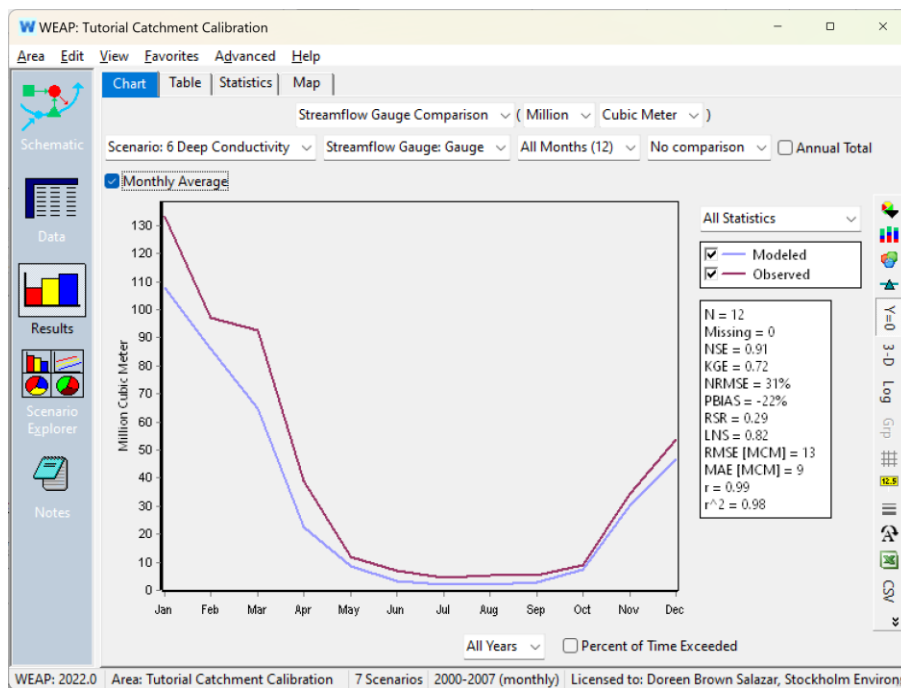 WEAP: Tutorial Catchment Calibration
Area Edit View Favorites Advanced Help
Chart Table Statistics Map
Streamflow Gauge Comparison ( Million Cubic Meter )
Scenario: 6 Deep Conductivity Streamflow Gauge: Gauge All Months (12) No comparison Annual Total
Monthly Average
Schematic
Data
Results
Scenario
Explorer
Notes
Million Cubic Meter
130
120
110
100
90
80
70
60
50
40
30
20
10
0
Jan Feb Mar Apr May Jun Jul Aug Sep Oct Nov Dec
All Statistics
Modeled
Observed
N = 12
Missing = 0
NSE = 0.91
KGE = 0.72
NRMSE = 31%
PBIAS = -22%
RSR = 0.29
LNS = 0.82
RMSE [MCM] = 13
MAE [MCM] = 9
r = 0.99
r^2 = 0.98
Y=0
3-D
Log
Grp
12.5
CSV
All Years Percent of Time Exceeded
WEAP: 2022.0 Area: Tutorial Catchment Calibration 7 Scenarios 2000-2007 (monthly) Licensed to: Doreen Brown Salazar, Stockholm Environ